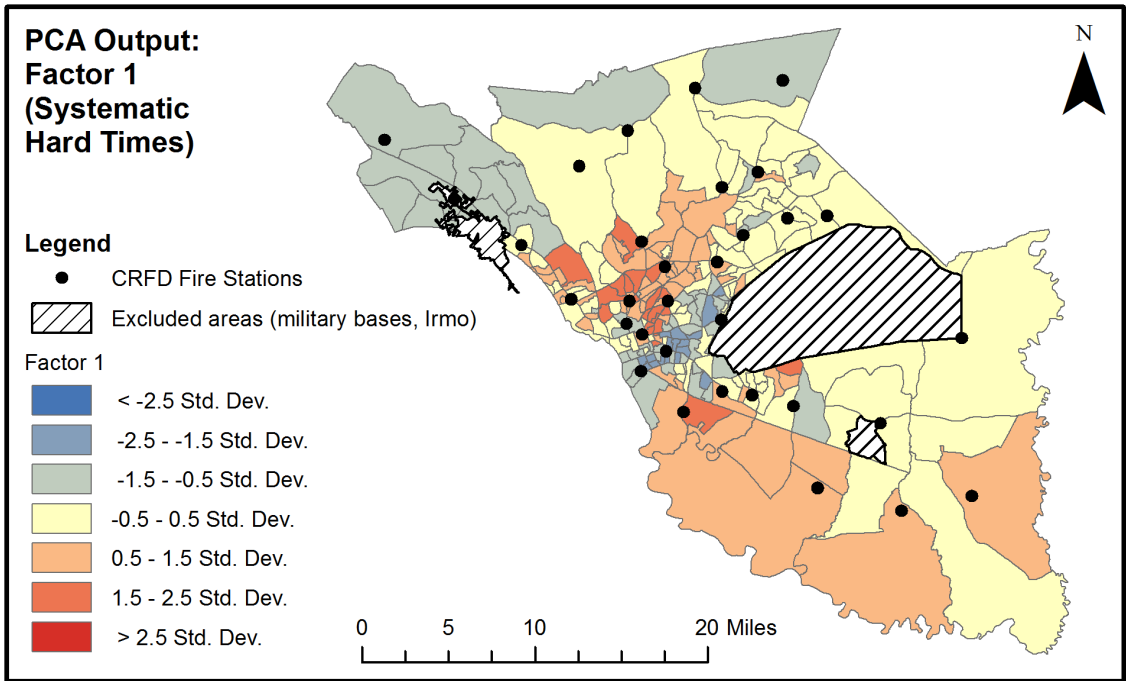 PCA Output:
Factor 1
(Systematic
Hard Times)
N
Legend
CRFD Fire Stations
Excluded areas (military bases, Irmo)
Factor 1
< -2.5 Std. Dev.
-2.5 - -1.5 Std. Dev.
-1.5 - -0.5 Std. Dev.
-0.5 - 0.5 Std. Dev.
0.5 - 1.5 Std. Dev.
1.5 - 2.5 Std. Dev.
> 2.5 Std. Dev.
0 5 10 20 Miles